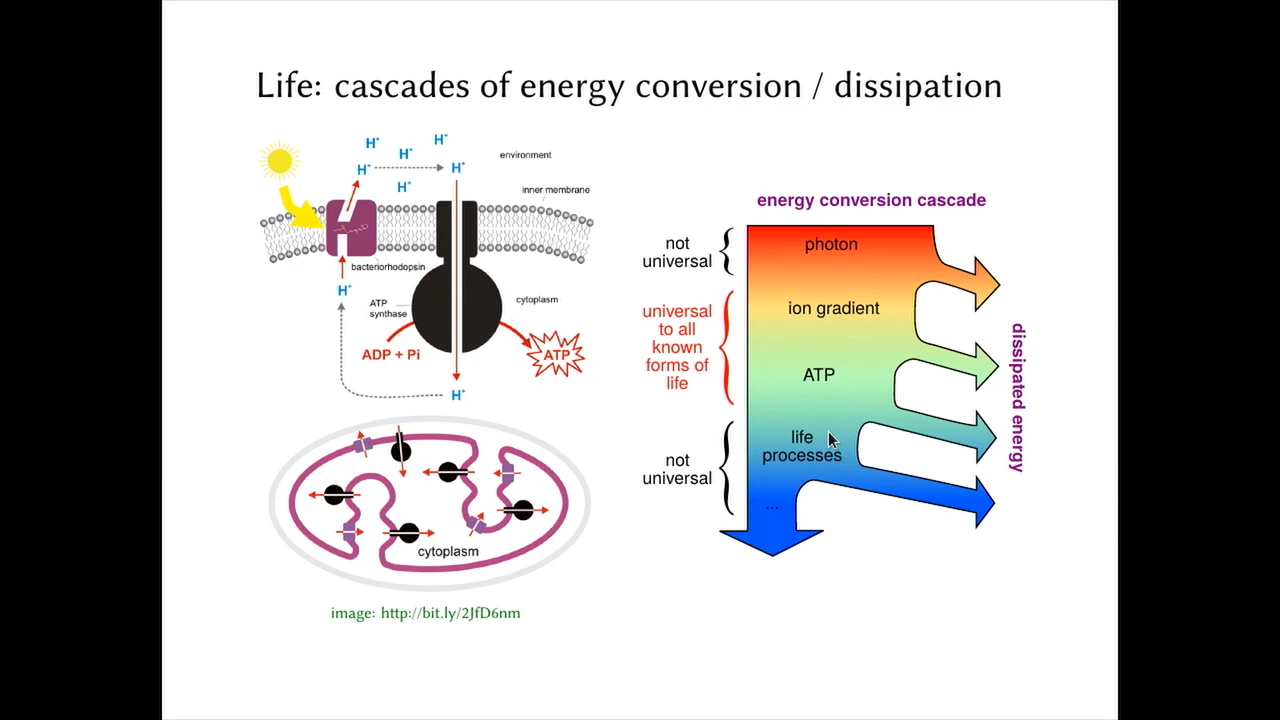 Life: cascades of energy conversion / dissipation
H⁺
H⁺
H⁺
H⁺
H⁺
H⁺
environment
inner membrane
bacteriorhodopsin
H⁺
ATP
synthase
cytoplasm
ADP + Pi
ATP
H⁺
cytoplasm
image: http://bit.ly/2JfD6nm
energy conversion cascade
not
universal
photon
universal
to all
known
forms of
life
ion gradient
ATP
not
universal
life
processes
...
dissipated energy